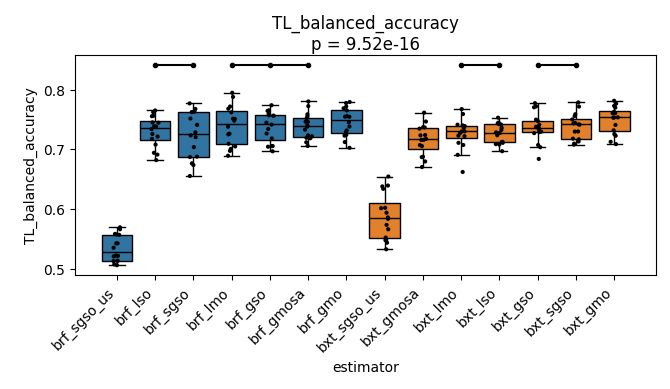 TL_balanced_accuracy
p = 9.52e-16
TL_balanced_accuracy
0.8
0.7
0.6
0.5
brf_sgso_us
brf_lso
brf_sgso
brf_lmo
brf_gso
brf_gmosa
brf_gmo
bxt_sgso_us
bxt_gmosa
bxt_lmo
bxt_lso
bxt_gso
bxt_sgso
bxt_gmo
estimator